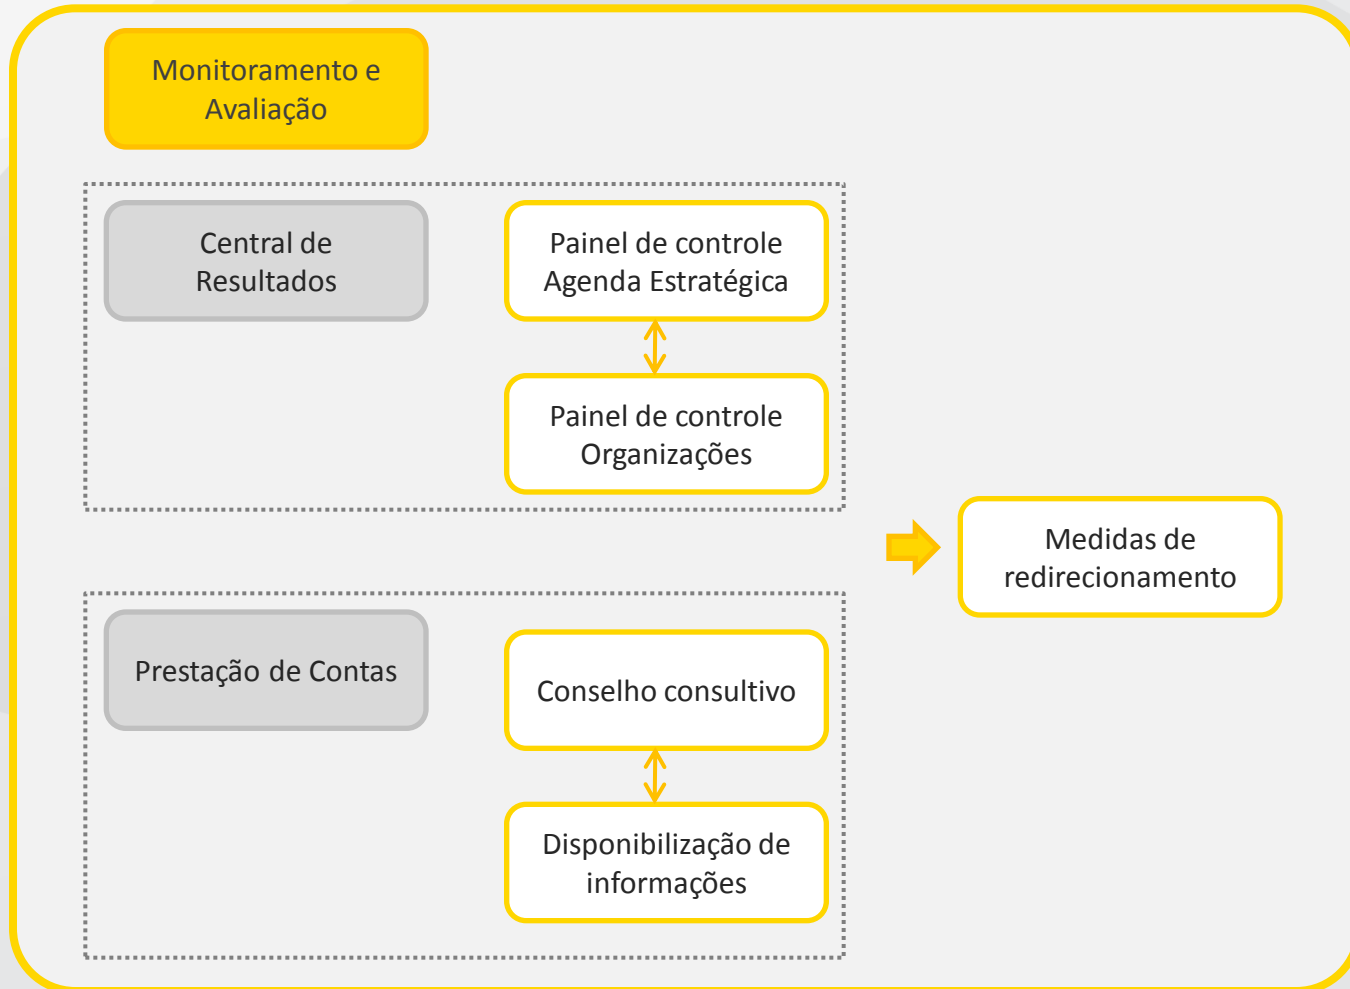 Monitoramento e
Avaliação
Central de
Resultados
Painel de controle
Agenda Estratégica
Painel de controle
Organizações
Medidas de
redirecionamento
Prestação de Contas
Conselho consultivo
Disponibilização de
informações